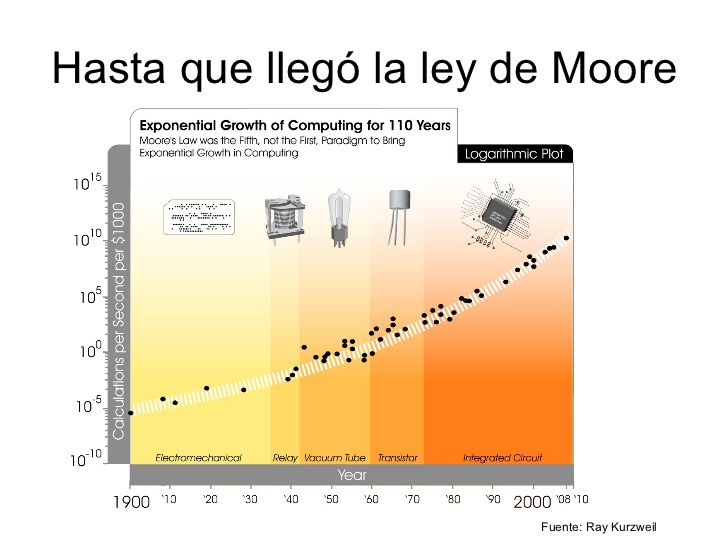 Hasta que llegó la ley de Moore
Exponential Growth of Computing for 110 Years
Moore's Law was the Fifth, not the First, Paradigm to Bring
Exponential Growth in Computing
Logarithmic Plot
Calculations per Second per $1000
10^15
10^10
10^5
10^0
10^-5
10^-10
Electromechanical Relay Vacuum Tube Transistor Integrated Circuit
Year
1900 '10 '20 '30 '40 '50 '60 '70 '80 '90 2000 '08 '10
Fuente: Ray Kurzweil